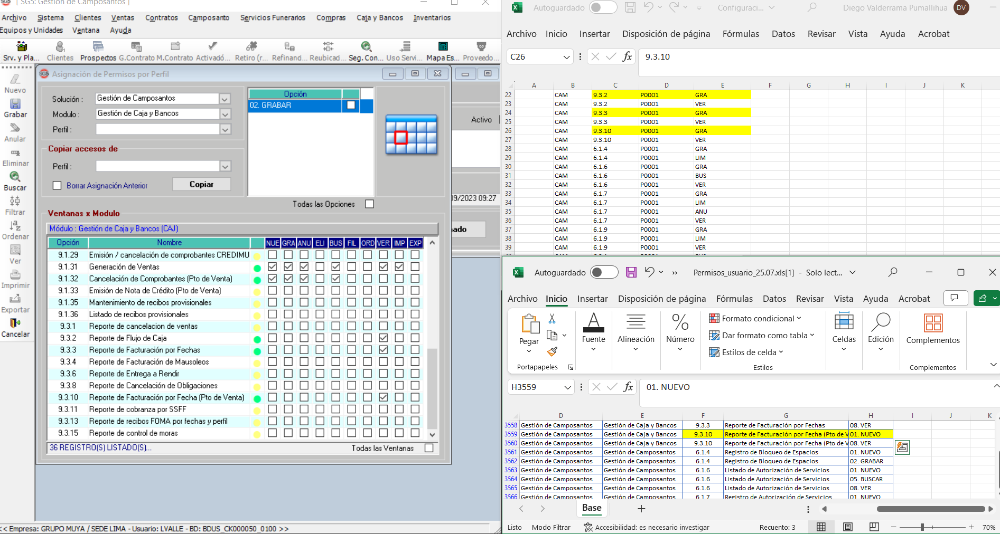 [ SG5: Gestión de Camposantos ]
Archivo Sistema Clientes Ventas Contratos Camposanto Servicios Funerarios Compras Caja y Bancos Inventarios
Equipos y Unidades Ventana Ayuda
Srv. y Pla... Clientes Prospectos G.Contrato M.Contrato Activació... Retiro (r... Refinanci... Reubicaci... Seg. Con... Uso Servi... Mapa Es... Proveedo...
Nuevo
Grabar
Anular
Eliminar
Buscar
Filtrar
Ordenar
Ver
Imprimir
Exportar
Cancelar
SG5 Asignación de Permisos por Perfil
Solución : Gestión de Camposantos
Modulo : Gestión de Caja y Bancos
Perfil :
Copiar accesos de
Perfil :
Borrar Asignación Anterior Copiar
Opción
02. GRABAR
Todas las Opciones
Activo
09/2023 09:27
Ventanas x Modulo
Módulo : Gestión de Caja y Bancos (CAJ)
Opción Nombre NUE GRA ANU ELI BUS FIL ORD VER IMP EXP
9.1.29 Emisión / cancelación de comprobantes CREDIMU
9.1.31 Generación de Ventas
9.1.32 Cancelación de Comprobantes (Pto de Venta)
9.1.33 Emisión de Nota de Crédito (Pto de Venta)
9.1.35 Mantenimiento de recibos provisionales
9.1.36 Listado de recibos provisionales
9.3.1 Reporte de cancelacion de ventas
9.3.2 Reporte de Flujo de Caja
9.3.3 Reporte de Facturación por Fechas
9.3.4 Reporte de Facturación de Mausoleos
9.3.6 Reporte de Entrega a Rendir
9.3.8 Reporte de Cancelación de Obligaciones
9.3.10 Reporte de Facturación por Fecha (Pto de Venta)
9.3.11 Reporte de cobranza por SSFF
9.3.13 Reporte de recibos FOMA por fechas y perfil
9.3.15 Reporte de control de moras
36 REGISTRO(S) LISTADO(S)... Todas las Ventanas
<< Empresa: GRUPO MUYA / SEDE LIMA - Usuario: LVALLE - BD: BDUS_CK000050_0100 >>
Autoguardado Configuraci... Diego Valderrama Pumallihua DV
Archivo Inicio Insertar Disposición de página Fórmulas Datos Revisar Vista Ayuda Acrobat
C26 fx 9.3.10
A B C D E F G H I J K
22 CAM 9.3.2 P0001 GRA
23 CAM 9.3.2 P0001 VER
24 CAM 9.3.3 P0001 GRA
25 CAM 9.3.3 P0001 VER
26 CAM 9.3.10 P0001 GRA
27 CAM 9.3.10 P0001 VER
28 CAM 6.1.4 P0001 GRA
29 CAM 6.1.4 P0001 LIM
30 CAM 6.1.6 P0001 GRA
31 CAM 6.1.6 P0001 BUS
32 CAM 6.1.6 P0001 VER
33 CAM 6.1.7 P0001 GRA
34 CAM 6.1.7 P0001 LIM
35 CAM 6.1.7 P0001 ANU
36 CAM 6.1.7 P0001 VER
37 CAM 6.1.9 P0001 GRA
38 CAM 6.1.9 P0001 LIM
39 CAM 6.1.9 P0001 VER
Autoguardado Permisos_usuario_25.07.xls[1] - Solo lect...
Archivo Inicio Insertar Disposición de página Fórmulas Datos Revisar Vista Ayuda Acrobat
Pegar Fuente Alineación Número Formato condicional Dar formato como tabla Estilos de celda Celdas Edición Complementos
Portapapeles Estilos Complementos
H3559 fx 01. NUEVO
D E F G H I J K
3558 Gestión de Camposantos Gestión de Caja y Bancos 9.3.3 Reporte de Facturación por Fechas 08. VER
3559 Gestión de Camposantos Gestión de Caja y Bancos 9.3.10 Reporte de Facturación por Fecha (Pto de V 01. NUEVO
3560 Gestión de Camposantos Gestión de Caja y Bancos 9.3.10 Reporte de Facturación por Fecha (Pto de V 08. VER
3561 Gestión de Camposantos Gestión de Camposantos 6.1.4 Registro de Bloqueo de Espacios 01. NUEVO
3562 Gestión de Camposantos Gestión de Camposantos 6.1.4 Registro de Bloqueo de Espacios 02. GRABAR
3563 Gestión de Camposantos Gestión de Camposantos 6.1.6 Listado de Autorización de Servicios 01. NUEVO
3564 Gestión de Camposantos Gestión de Camposantos 6.1.6 Listado de Autorización de Servicios 05. BUSCAR
3565 Gestión de Camposantos Gestión de Camposantos 6.1.6 Listado de Autorización de Servicios 08. VER
3566 Gestión de Camposantos Gestión de Camposantos 6.1.7 Registro de Autorización de Servicios 01. NUEVO
Base
Listo Modo Filtrar Accesibilidad: es necesario investigar Recuento: 3 70%